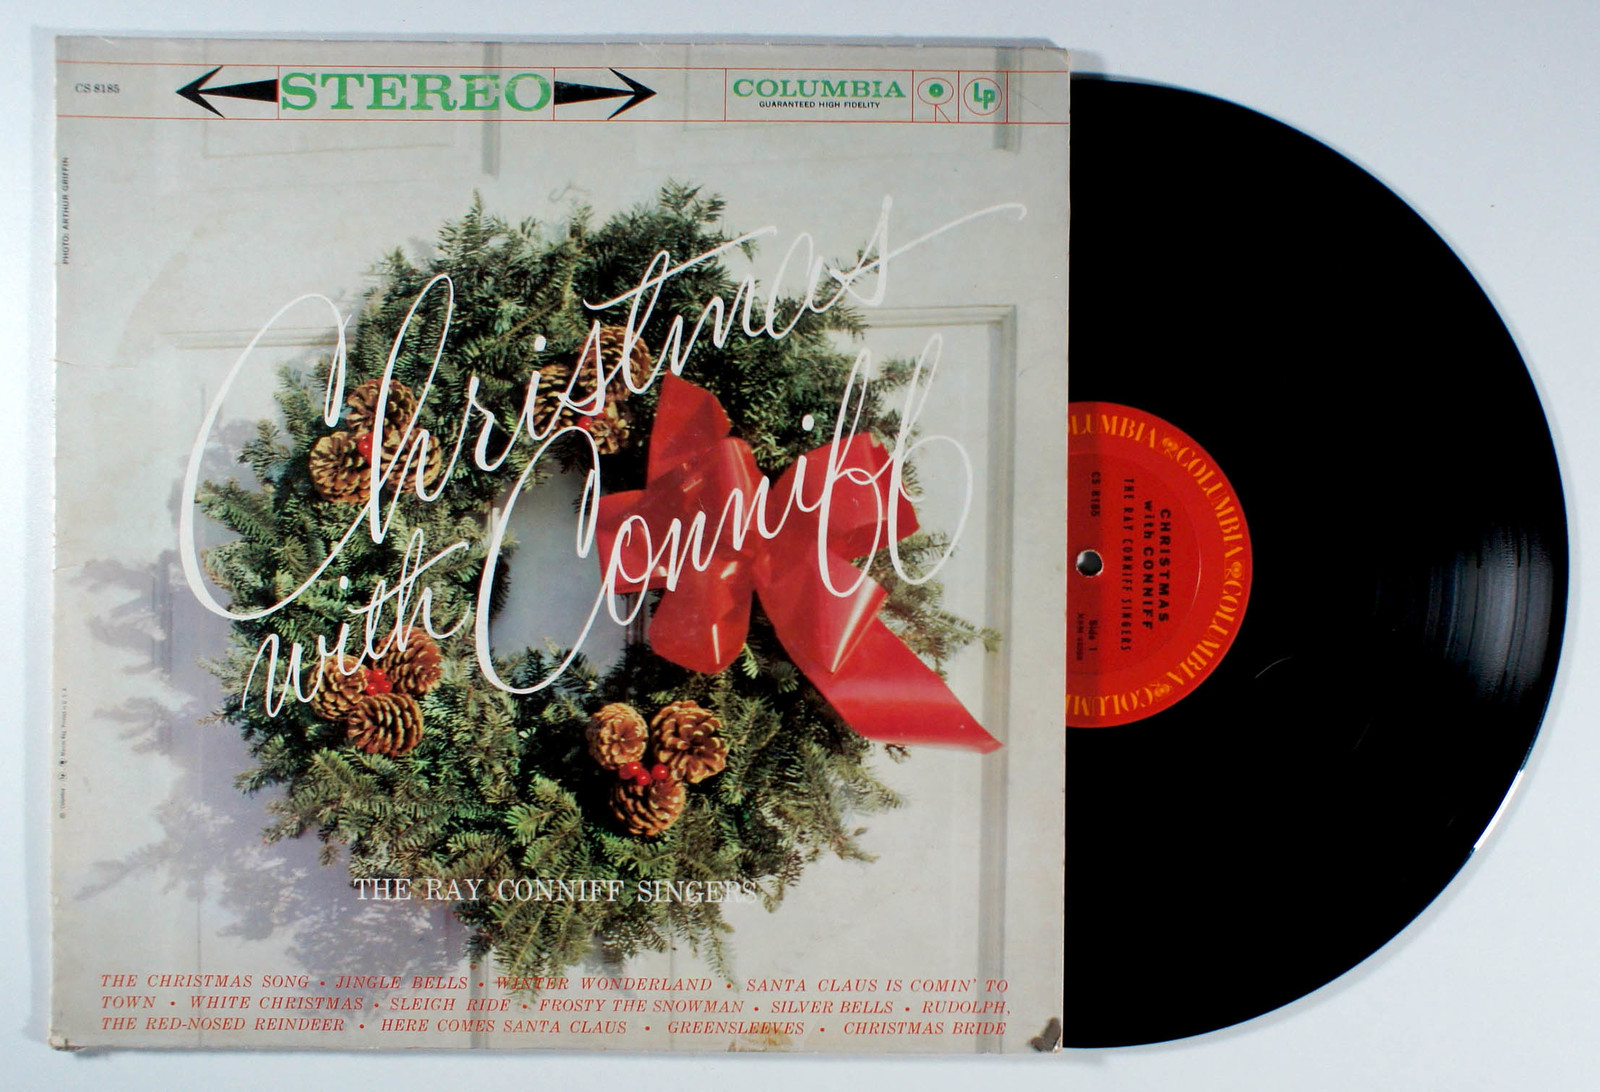 CS 8185
STEREO
COLUMBIA
GUARANTEED HIGH FIDELITY
Lp
PHOTO: ARTHUR GRIFFIN
Christmas
with Conniff
THE RAY CONNIFF SINGERS
THE CHRISTMAS SONG • JINGLE BELLS • WINTER WONDERLAND • SANTA CLAUS IS COMIN' TO
TOWN • WHITE CHRISTMAS • SLEIGH RIDE • FROSTY THE SNOWMAN • SILVER BELLS • RUDOLPH,
THE RED-NOSED REINDEER • HERE COMES SANTA CLAUS • GREENSLEEVES • CHRISTMAS BRIDE
COLUMBIA COLUMBIA COLUMBIA COLUM
CHRISTMAS
with CONNIFF
THE RAY CONNIFF SINGERS
CS 8185
Side 1